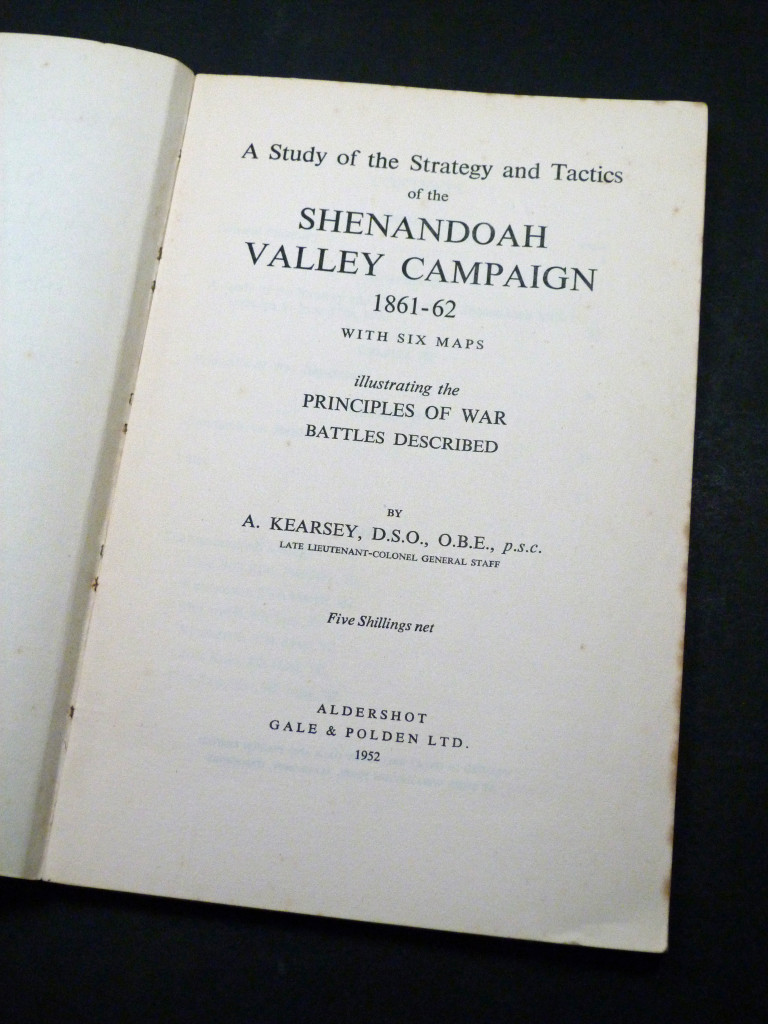 A Study of the Strategy and Tactics
of the
SHENANDOAH
VALLEY CAMPAIGN
1861-62
WITH SIX MAPS
illustrating the
PRINCIPLES OF WAR
BATTLES DESCRIBED
BY
A. KEARSEY, D.S.O., O.B.E., p.s.c.
LATE LIEUTENANT-COLONEL GENERAL STAFF
Five Shillings net
ALDERSHOT
GALE & POLDEN LTD.
1952